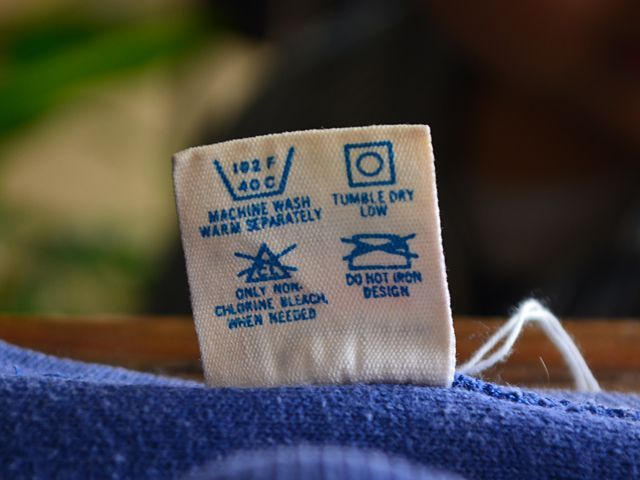 102 F
40 C
MACHINE WASH
WARM SEPARATELY
TUMBLE DRY
LOW
CL
ONLY NON-
CHLORINE BLEACH,
WHEN NEEDED
DO NOT IRON
DESIGN